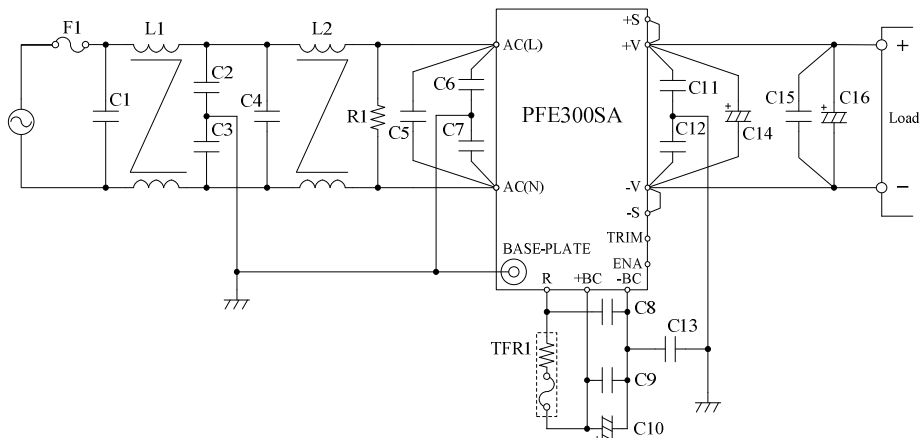 F1
L1
L2
+S
+V
AC(L)
C1
C2
C3
C4
R1
C5
C6
C7
PFE300SA
C11
C12
C14
C15
C16
+
Load
−
AC(N)
-V
-S
TRIM
BASE-PLATE
ENA
R
+BC
-BC
C8
TFR1
C13
C9
C10
+
+
+